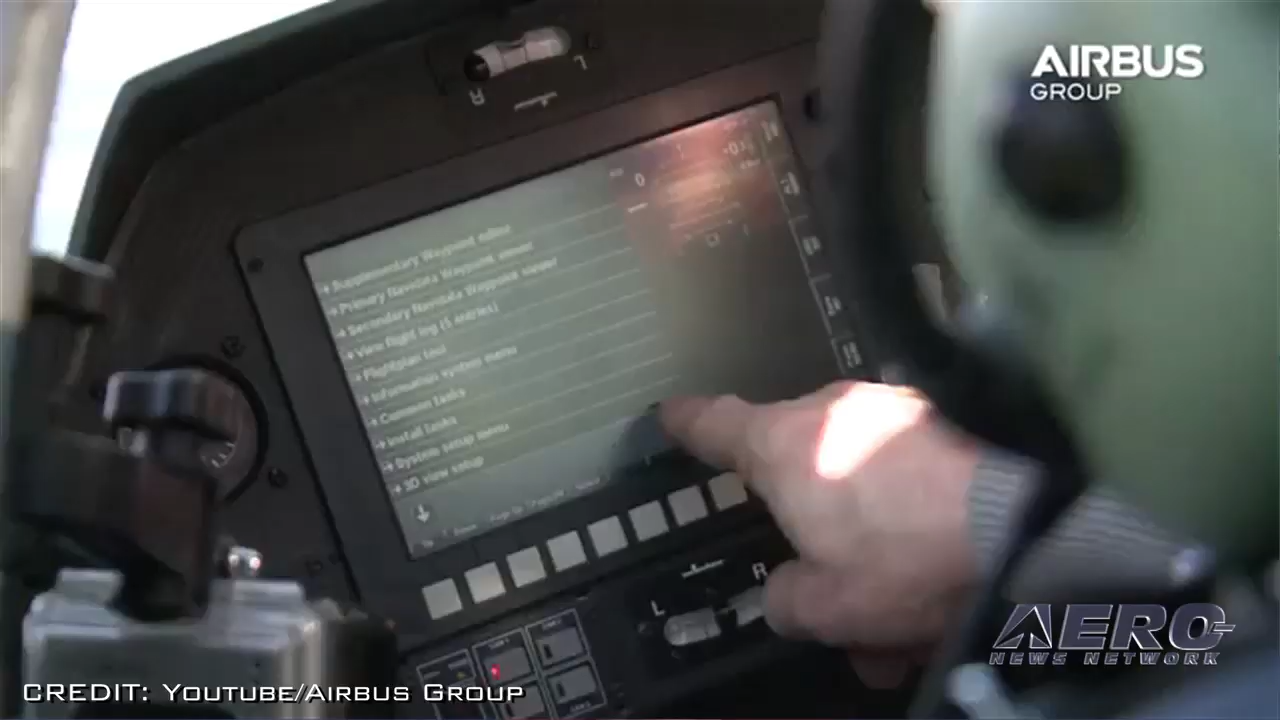 AIRBUS
GROUP
R
L
0
→Supplementary Waypoint editor
→Primary Navdata Waypoint viewer
→Secondary Navdata Waypoint viewer
→View flight log (5 entries)
→Flightplan tool
→Information system menu
→Common tasks
→Install tasks
→System setup menu
→3D view setup
L
R
AERO
NEWS NETWORK
CREDIT: YouTube/Airbus Group